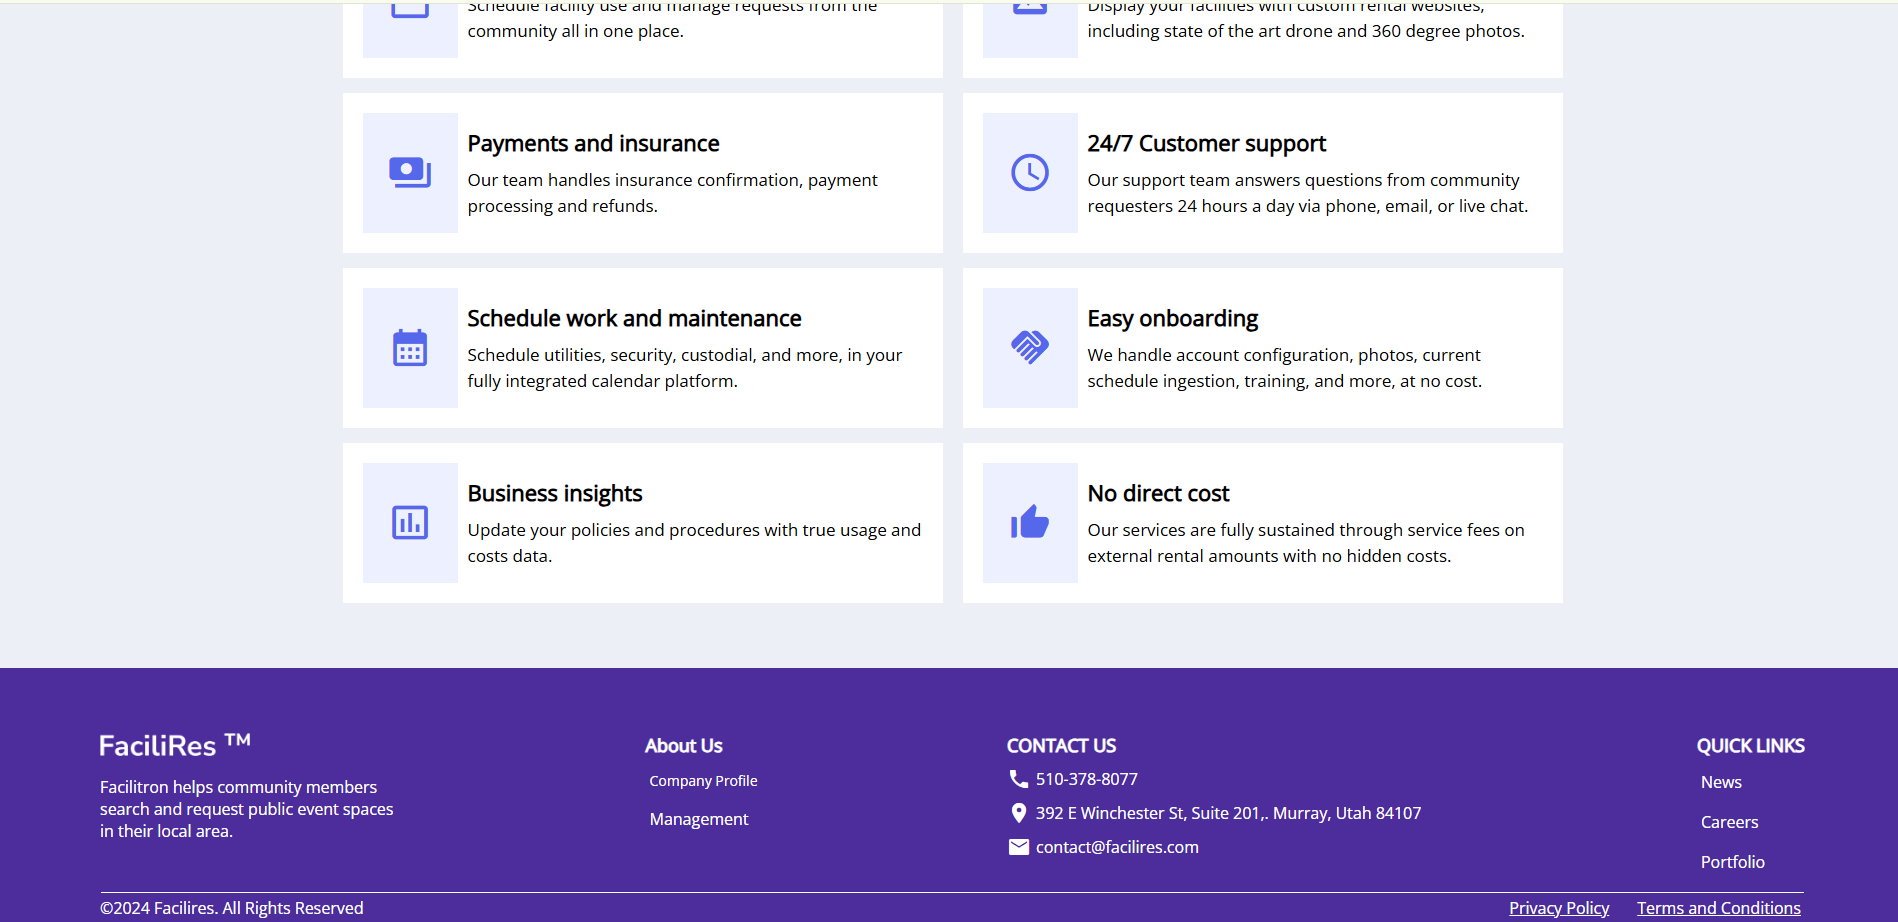 Schedule facility use and manage requests from the
community all in one place.
Display your facilities with custom rental websites,
including state of the art drone and 360 degree photos.
Payments and insurance
Our team handles insurance confirmation, payment
processing and refunds.
24/7 Customer support
Our support team answers questions from community
requesters 24 hours a day via phone, email, or live chat.
Schedule work and maintenance
Schedule utilities, security, custodial, and more, in your
fully integrated calendar platform.
Easy onboarding
We handle account configuration, photos, current
schedule ingestion, training, and more, at no cost.
Business insights
Update your policies and procedures with true usage and
costs data.
No direct cost
Our services are fully sustained through service fees on
external rental amounts with no hidden costs.
FaciliRes ™
Facilitron helps community members
search and request public event spaces
in their local area.
About Us
Company Profile
Management
CONTACT US
510-378-8077
392 E Winchester St, Suite 201,. Murray, Utah 84107
contact@facilires.com
QUICK LINKS
News
Careers
Portfolio
©2024 Facilires. All Rights Reserved
Privacy Policy
Terms and Conditions